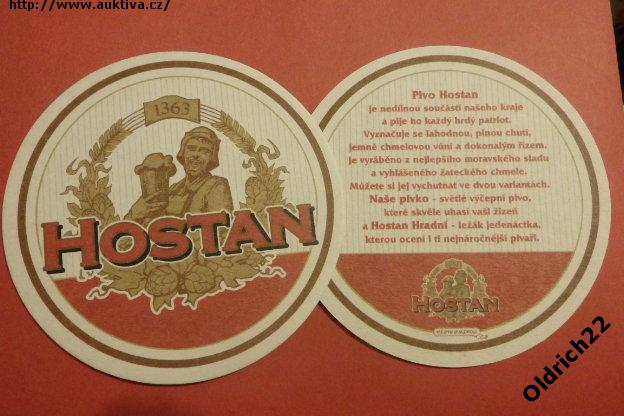 http://www.auktiva.cz/
1363
HOSTAN
Pivo Hostan
je nedílnou součástí našeho kraje
a pije ho každý hrdý patriot.
Vyznačuje se lahodnou, plnou chutí,
jemně chmelovou vůní a dokonalým řízem.
Je vyráběno z nejlepšího moravského sladu
a vyhlášeného žateckého chmele.
Můžete si jej vychutnat ve dvou variantách.
Naše pivko - světlé výčepní pivo,
které skvěle uhasí vaši žízeň
a Hostan Hradní - ležák jedenáctka,
kterou ocení i ti nejnáročnější pivaři.
HOSTAN
Oldrich22